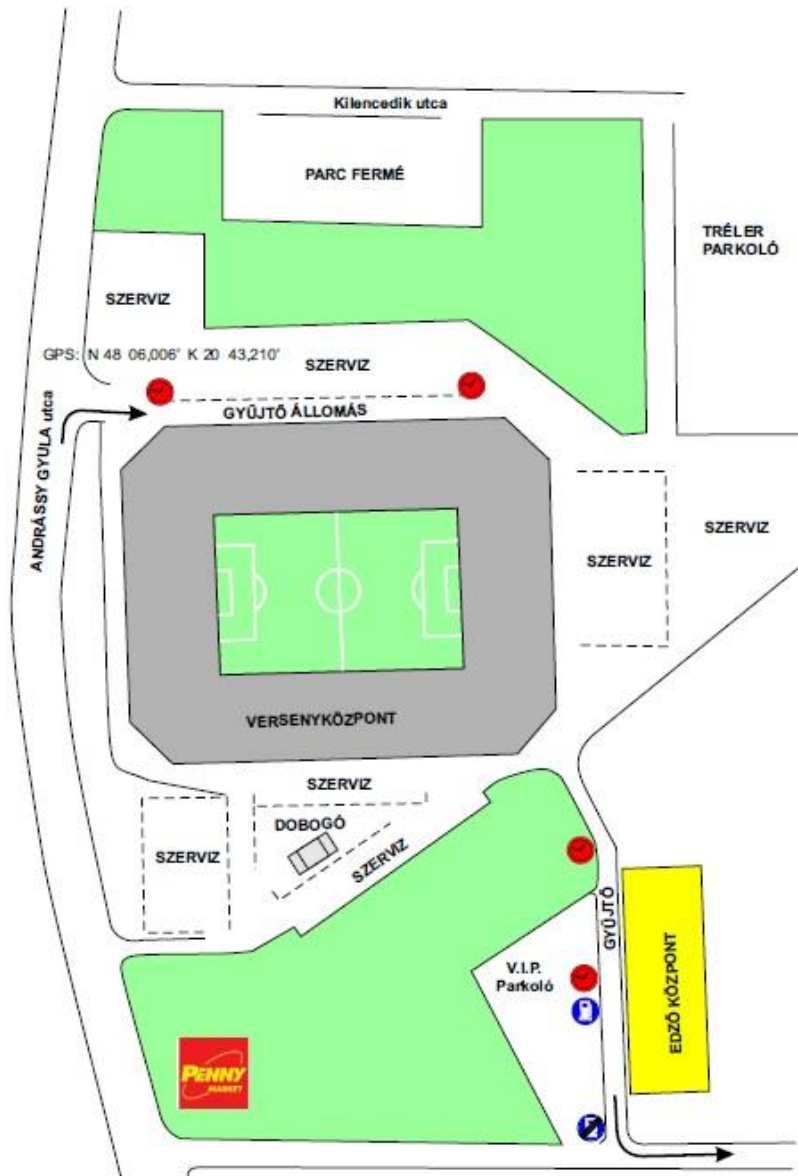 Kilencedik utca
PARC FERMÉ
TRÉLER
PARKOLÓ
SZERVIZ
GPS: N 48 06,006' K 20 43,210'
SZERVIZ
GYŰJTŐ ÁLLOMÁS
ANDRÁSSY GYULA utca
SZERVIZ
SZERVIZ
VERSENYKÖZPONT
SZERVIZ
DOBOGÓ
SZERVIZ
SZERVIZ
GYŰJTŐ
EDZŐ KÖZPONT
V.I.P.
Parkoló
PENNY
MARKET